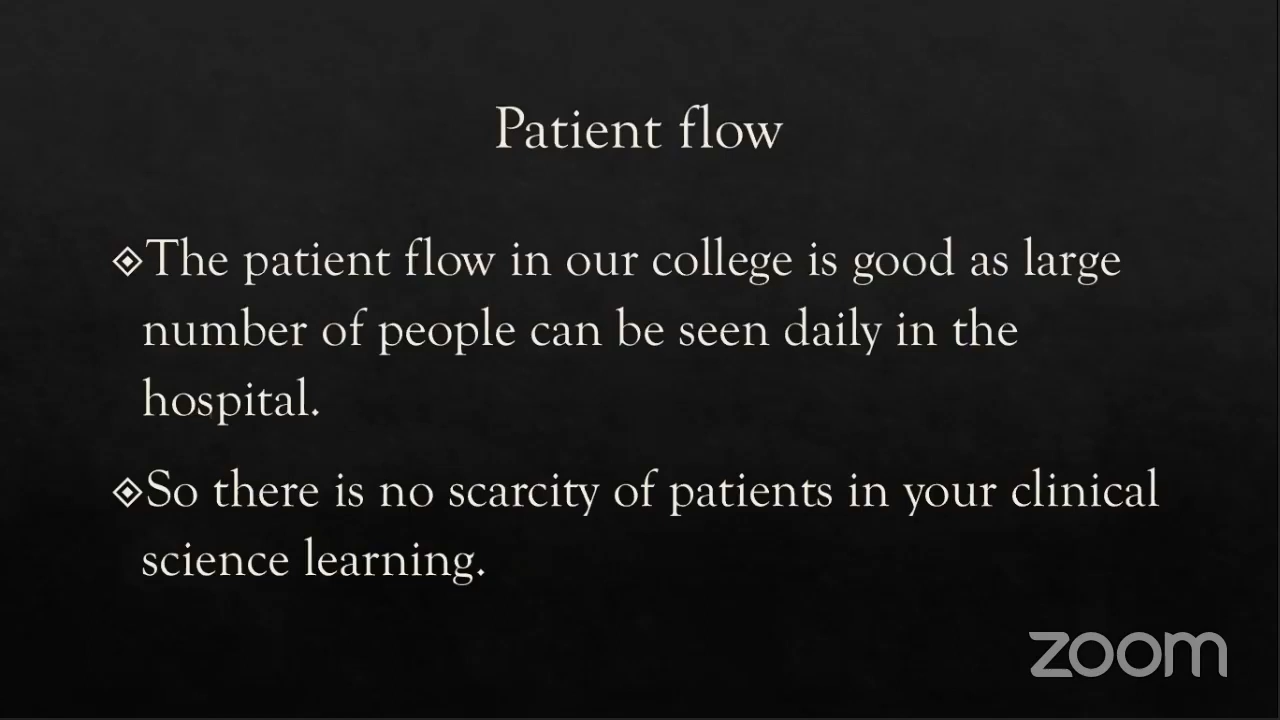 Patient flow
The patient flow in our college is good as large
number of people can be seen daily in the
hospital.
So there is no scarcity of patients in your clinical
science learning.
zoom